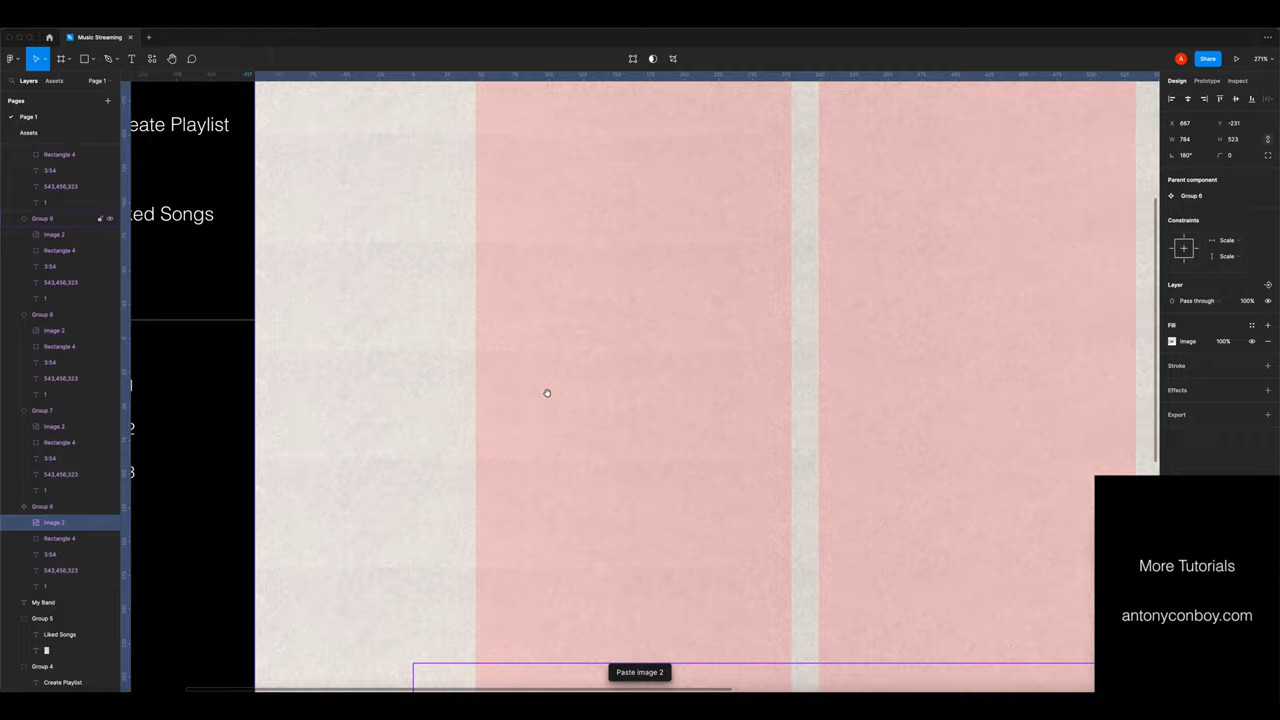 Music Streaming
Share
271%
Layers
Assets
Page 1
Design
Prototype
Inspect
Pages
Page 1
Assets
Rectangle 4
3:54
543,456,323
1
Group 9
Image 2
Rectangle 4
3:54
543,456,323
1
Group 8
Image 2
Rectangle 4
3:54
543,456,323
1
Group 7
Image 2
Rectangle 4
3:54
543,456,323
1
Group 6
Image 2
Rectangle 4
3:54
543,456,323
1
My Band
Group 5
Liked Songs
Group 4
Create Playlist
eate Playlist
ked Songs
1
2
3
X 667
Y -231
W 784
H 523
180°
0
Parent component
Group 6
Constraints
Scale
Scale
Layer
Pass through
100%
Fill
Image
100%
Stroke
Effects
Export
Paste image 2
More Tutorials
antonyconboy.com